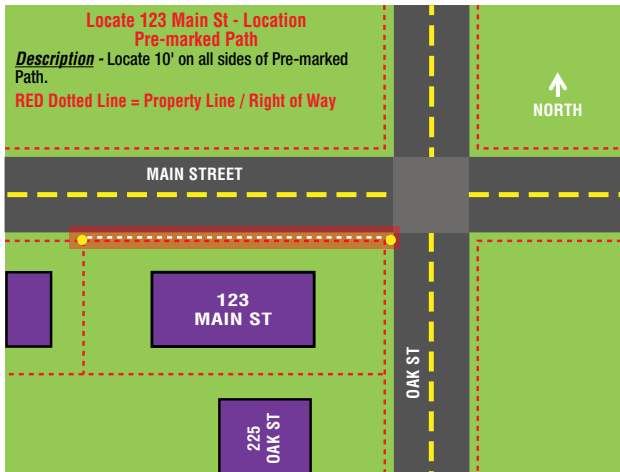 Locate 123 Main St - Location
Pre-marked Path
Description - Locate 10' on all sides of Pre-marked
Path.
RED Dotted Line = Property Line / Right of Way
NORTH
MAIN STREET
123
MAIN ST
OAK ST
225
OAK ST